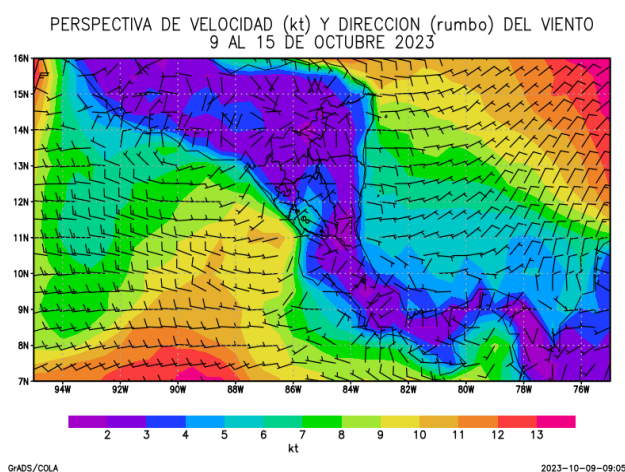 PERSPECTIVA DE VELOCIDAD (kt) Y DIRECCION (rumbo) DEL VIENTO
9 AL 15 DE OCTUBRE 2023
16N
15N
14N
13N
12N
11N
10N
9N
8N
7N
94W 92W 90W 88W 86W 84W 82W 80W 78W 76W
2 3 4 5 6 7 8 9 10 11 12 13
kt
GrADS/COLA 2023-10-09-09:05